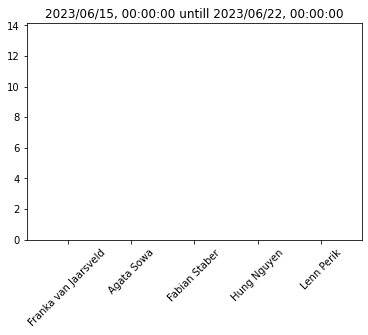 2023/06/15, 00:00:00 untill 2023/06/22, 00:00:00
14
12
10
8
6
4
2
0
Franka van Jaarsveld
Agata Sowa
Fabian Staber
Hung Nguyen
Lenn Perik